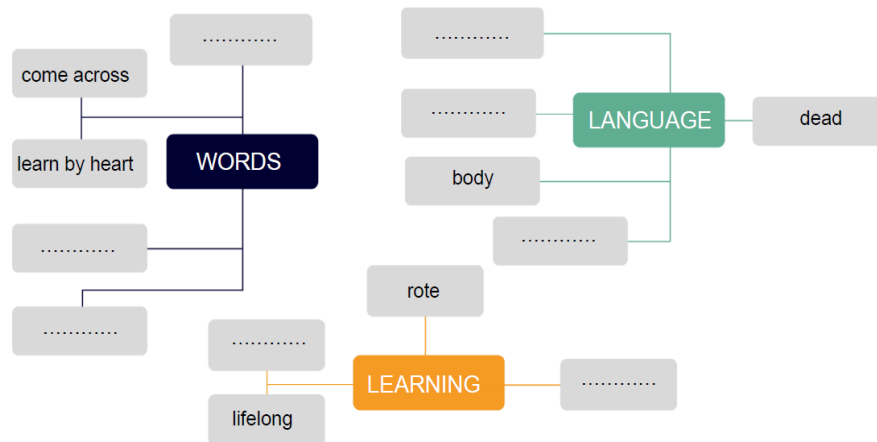 ............
come across
learn by heart
WORDS
............
............
............
............
LANGUAGE
dead
body
............
rote
............
LEARNING
............
lifelong